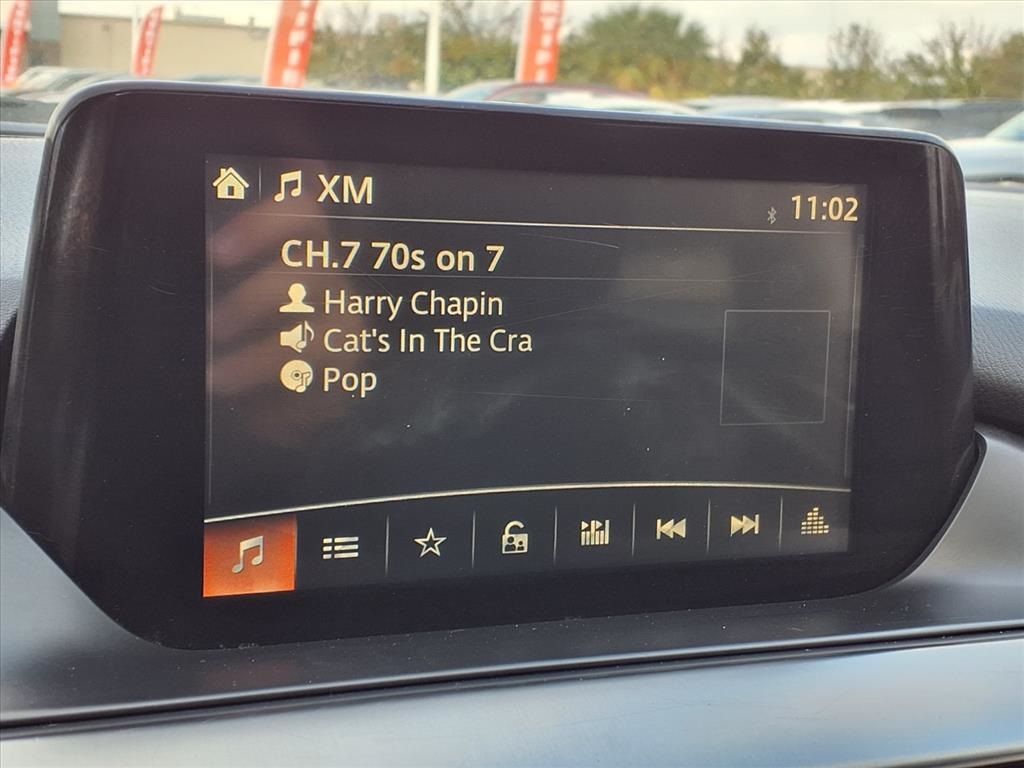 XM
11:02
CH.7 70s on 7
Harry Chapin
Cat's In The Cra
Pop